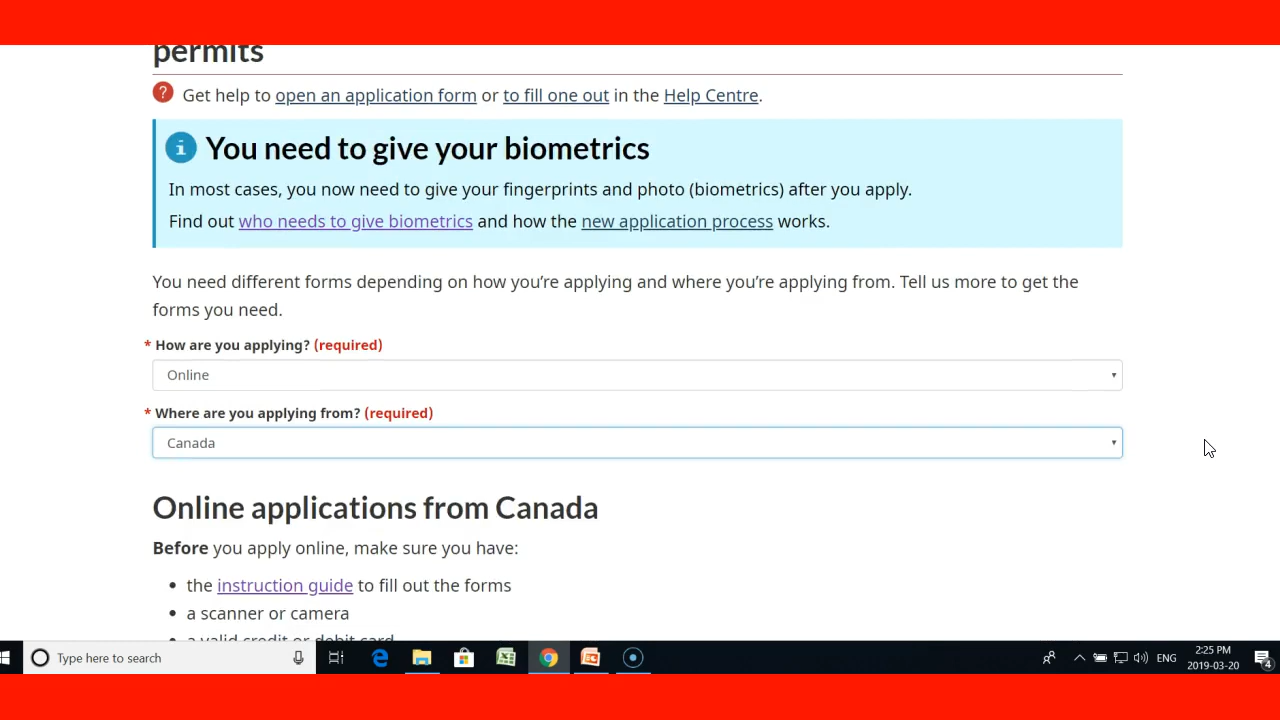 permits
? Get help to open an application form or to fill one out in the Help Centre.
i You need to give your biometrics
In most cases, you now need to give your fingerprints and photo (biometrics) after you apply.
Find out who needs to give biometrics and how the new application process works.
You need different forms depending on how you’re applying and where you’re applying from. Tell us more to get the
forms you need.
* How are you applying? (required)
Online
* Where are you applying from? (required)
Canada
Online applications from Canada
Before you apply online, make sure you have:
• the instruction guide to fill out the forms
• a scanner or camera
• a valid credit or debit card
Type here to search
ENG
2:25 PM
2019-03-20
4